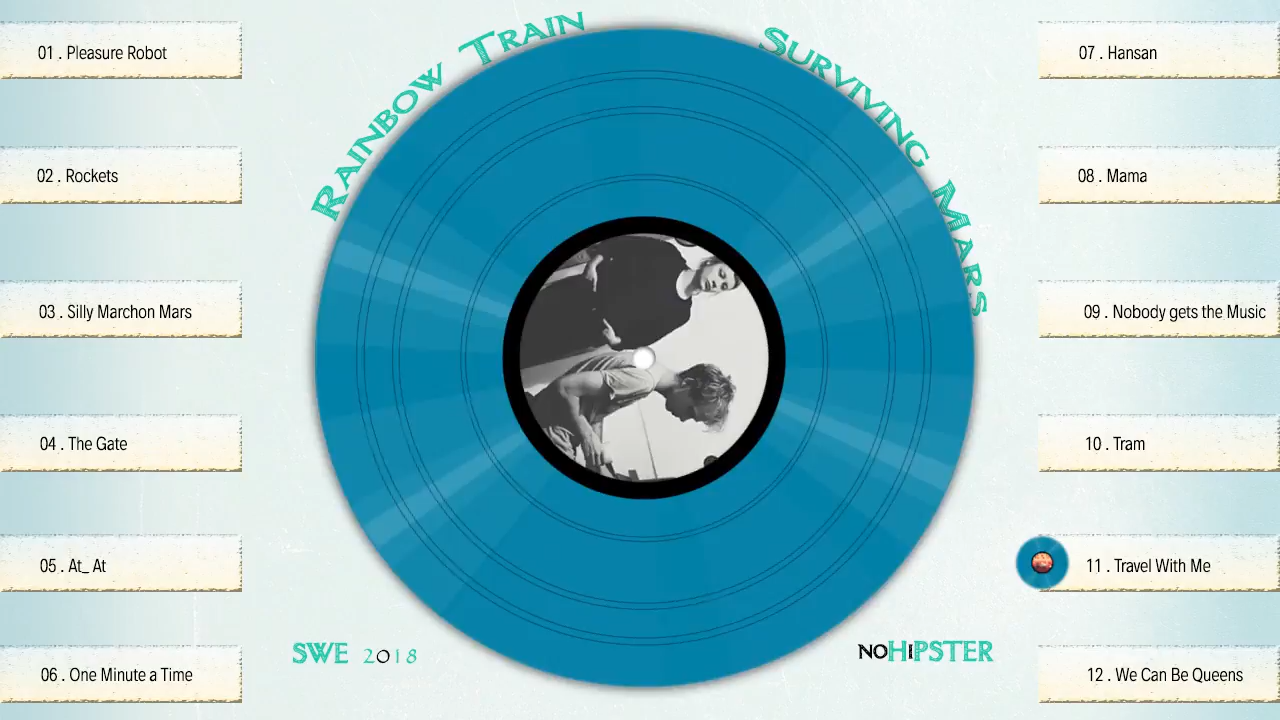 Rainbow Train
Surviving Mars
01 . Pleasure Robot
02 . Rockets
03 . Silly Marchon Mars
04 . The Gate
05 . At_ At
06 . One Minute a Time
07 . Hansan
08 . Mama
09 . Nobody gets the Music
10 . Tram
11 . Travel With Me
12 . We Can Be Queens
SWE 2018
NOHiPSTER